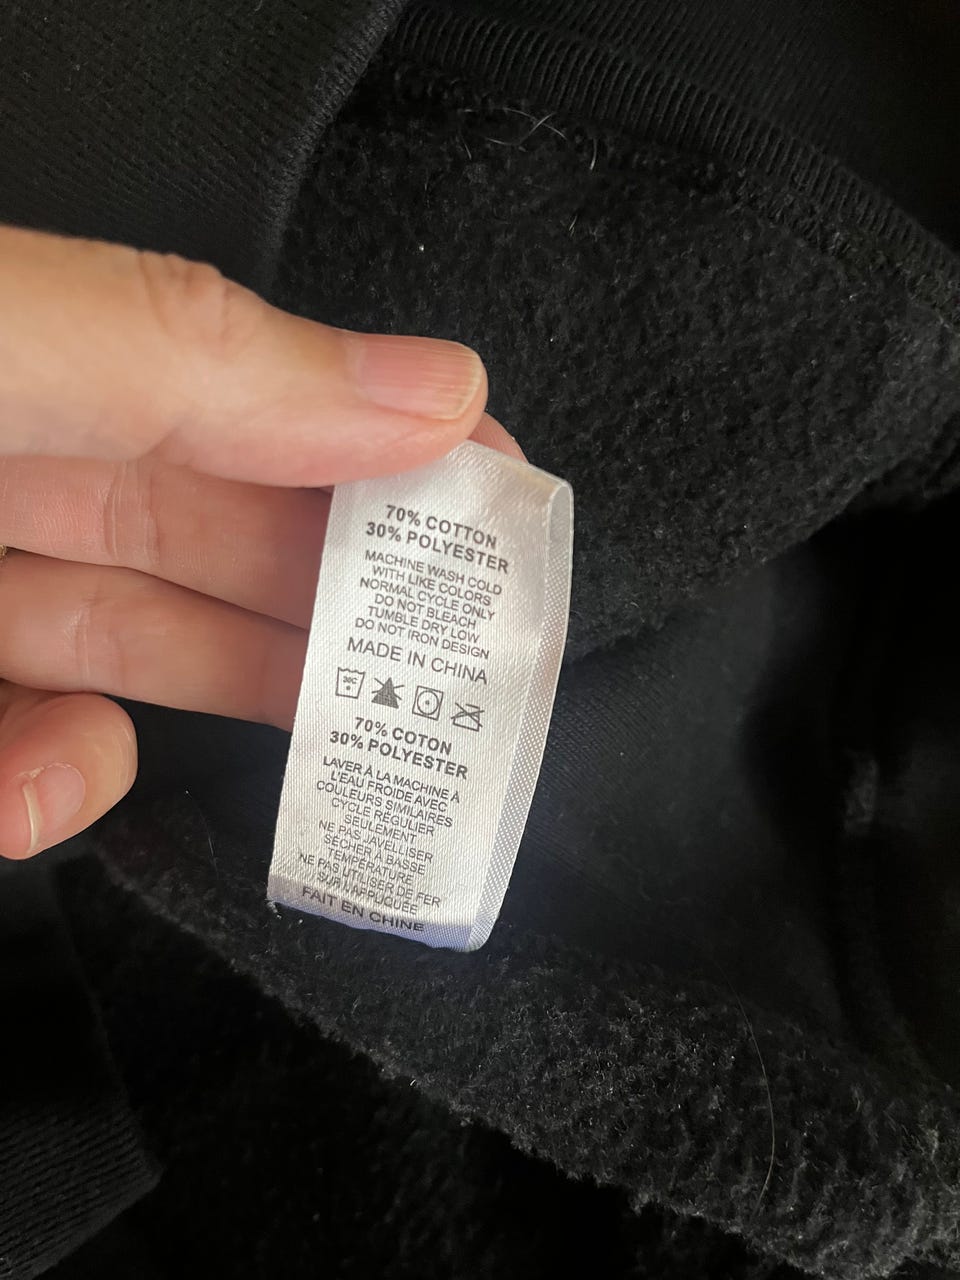 70% COTTON
30% POLYESTER
MACHINE WASH COLD
WITH LIKE COLORS
NORMAL CYCLE ONLY
DO NOT BLEACH
TUMBLE DRY LOW
DO NOT IRON DESIGN
MADE IN CHINA
30C
70% COTON
30% POLYESTER
LAVER À LA MACHINE À
L'EAU FROIDE AVEC
COULEURS SIMILAIRES
CYCLE RÉGULIER
SEULEMENT
NE PAS JAVELLISER
SÉCHER À BASSE
TEMPÉRATURE
NE PAS UTILISER DE FER
SUR L'APPLIQUÉE
FAIT EN CHINE